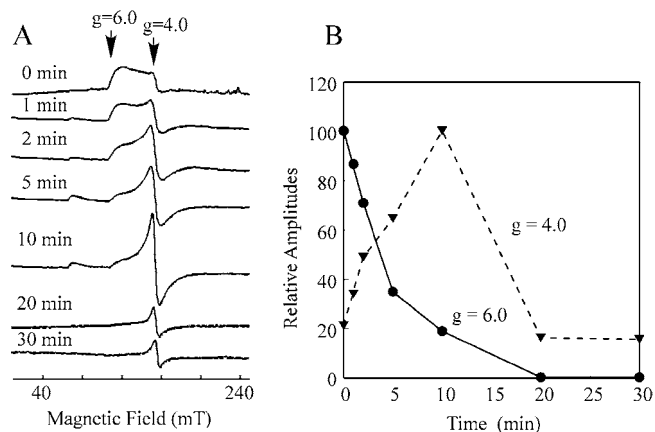 A
g=6.0
g=4.0
0 min
1 min
2 min
5 min
10 min
20 min
30 min
40
240
Magnetic Field (mT)
B
120
100
80
60
40
20
0
Relative Amplitudes
g = 4.0
g = 6.0
0
5
10
15
20
25
30
Time (min)